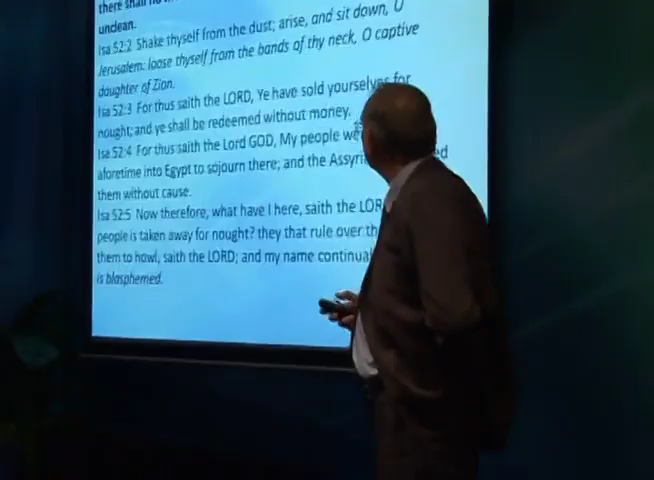 there shall no
unclean.
Isa 52:2 Shake thyself from the dust; arise, and sit down, O
Jerusalem: loose thyself from the bands of thy neck, O captive
daughter of Zion.
Isa 52:3 For thus saith the LORD, Ye have sold yourselves for
nought; and ye shall be redeemed without money.
Isa 52:4 For thus saith the Lord GOD, My people we
aforetime into Egypt to sojourn there; and the Assyri ed
them without cause.
Isa 52:5 Now therefore, what have I here, saith the LOR
people is taken away for nought? they that rule over th
them to howl, saith the LORD; and my name continual
is blasphemed.